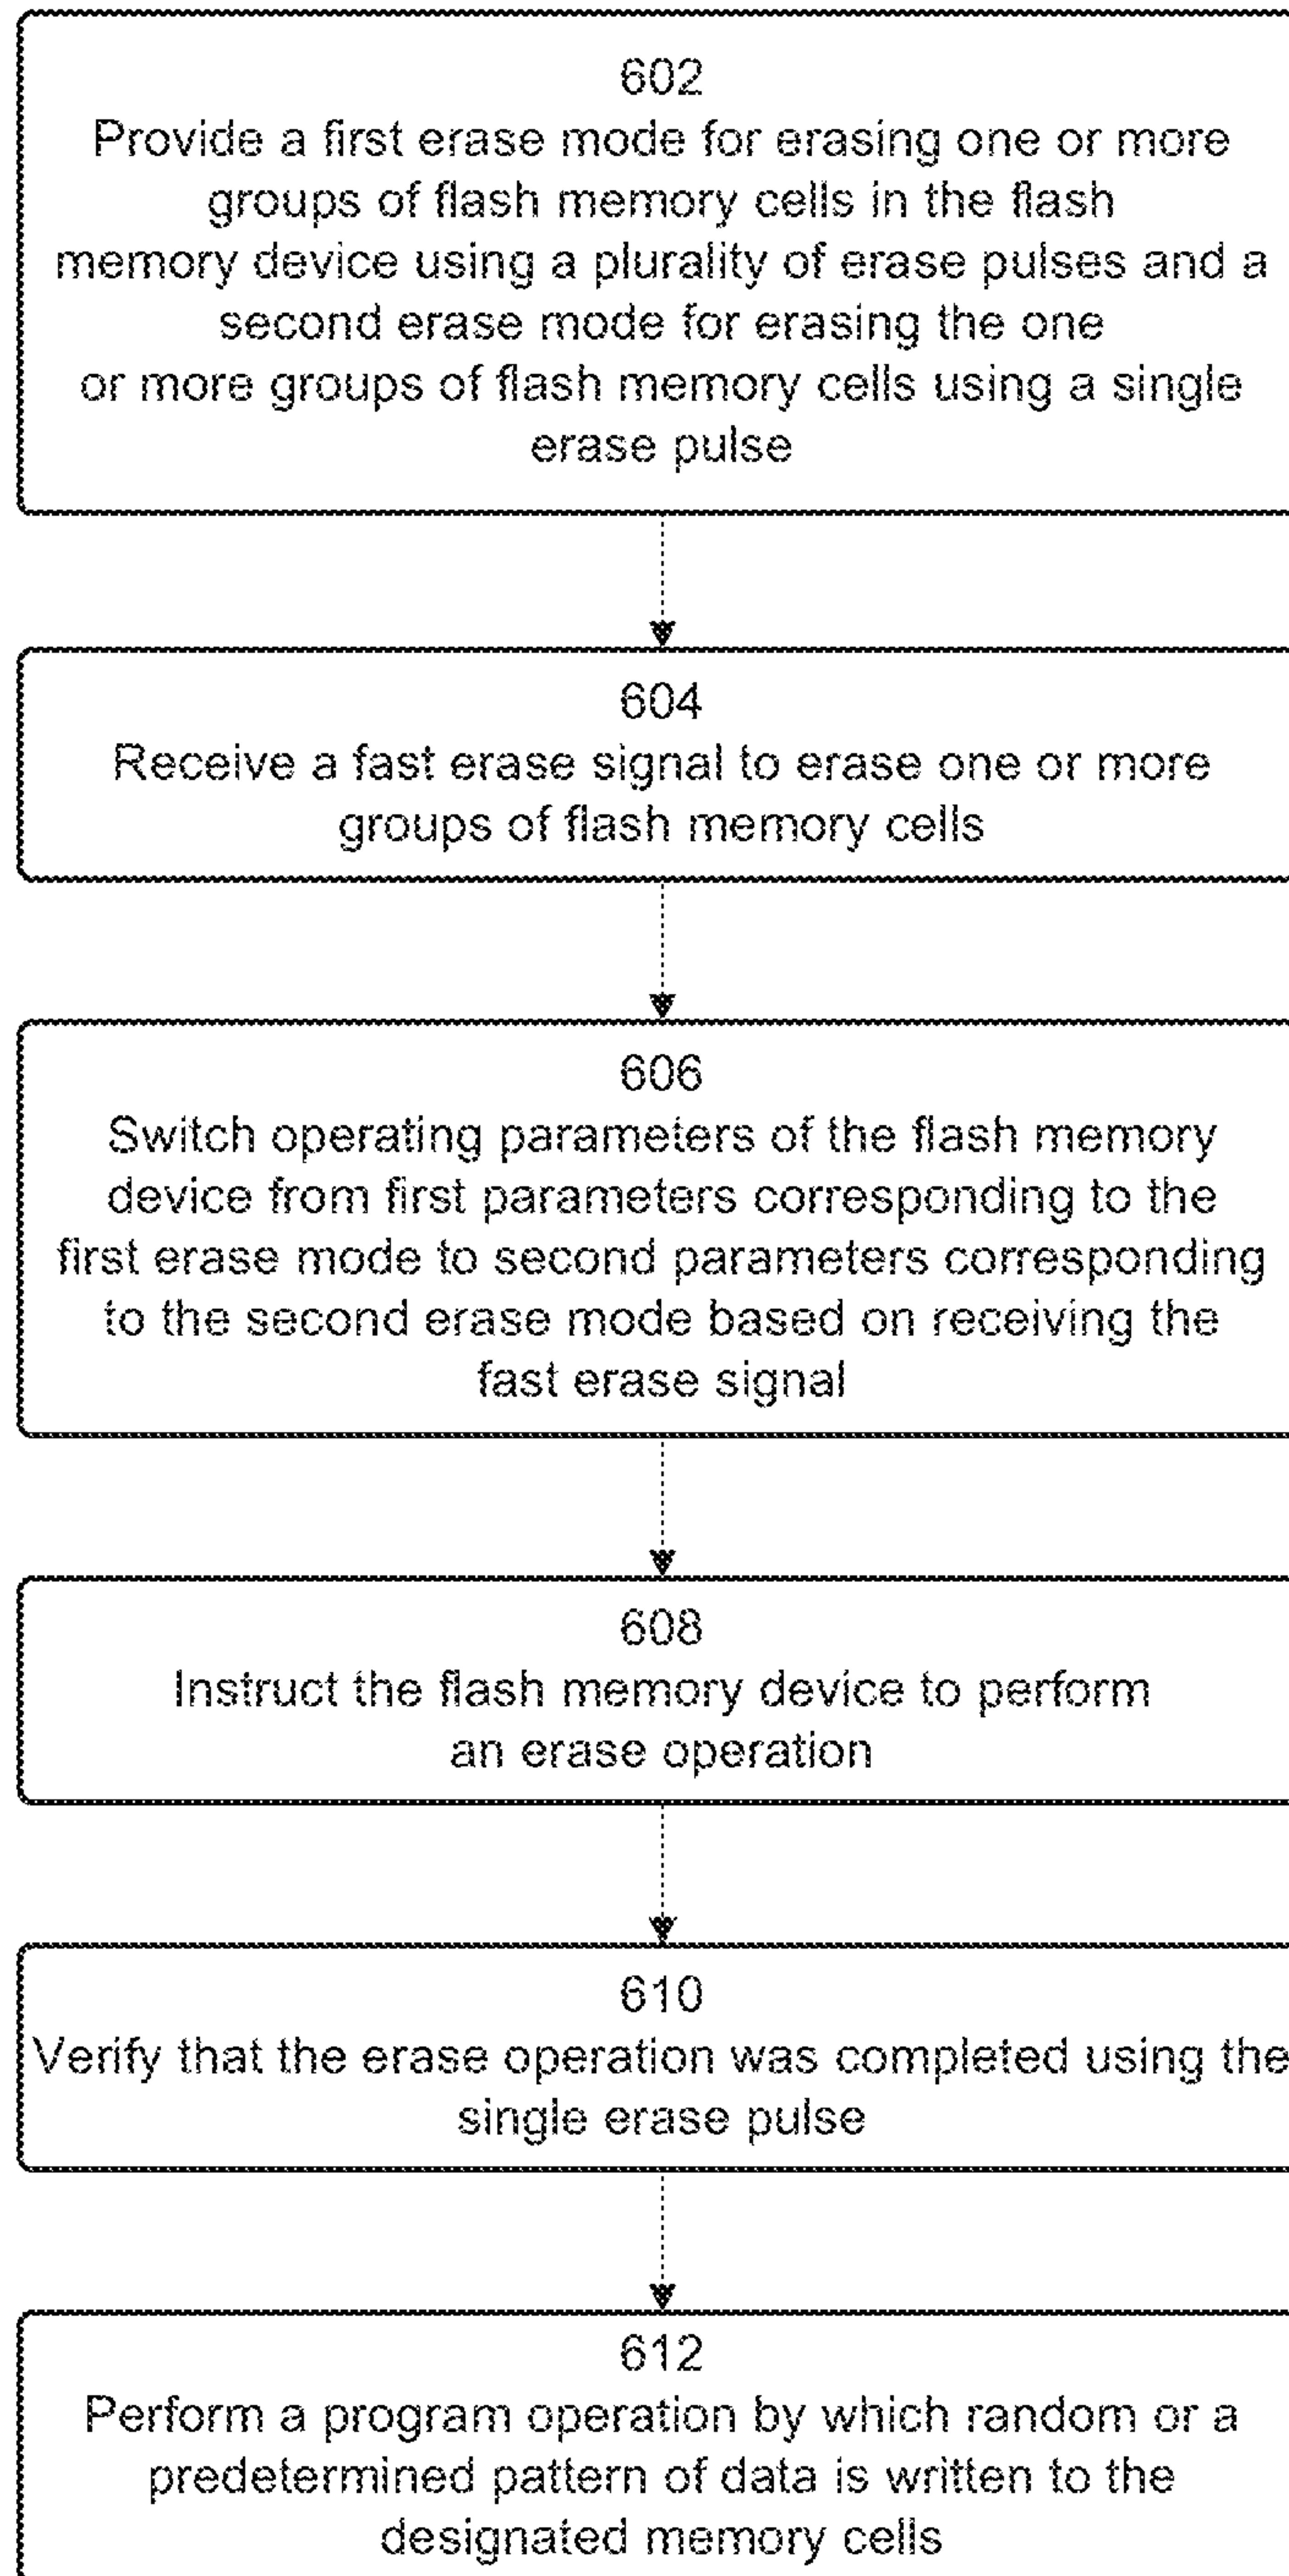 602
Provide a first erase mode for erasing one or more
groups of flash memory cells in the flash
memory device using a plurality of erase pulses and a
second erase mode for erasing the one
or more groups of flash memory cells using a single
erase pulse
604
Receive a fast erase signal to erase one or more
groups of flash memory cells
606
Switch operating parameters of the flash memory
device from first parameters corresponding to the
first erase mode to second parameters corresponding
to the second erase mode based on receiving the
fast erase signal
608
Instruct the flash memory device to perform
an erase operation
610
Verify that the erase operation was completed using the
single erase pulse
612
Perform a program operation by which random or a
predetermined pattern of data is written to the
designated memory cells